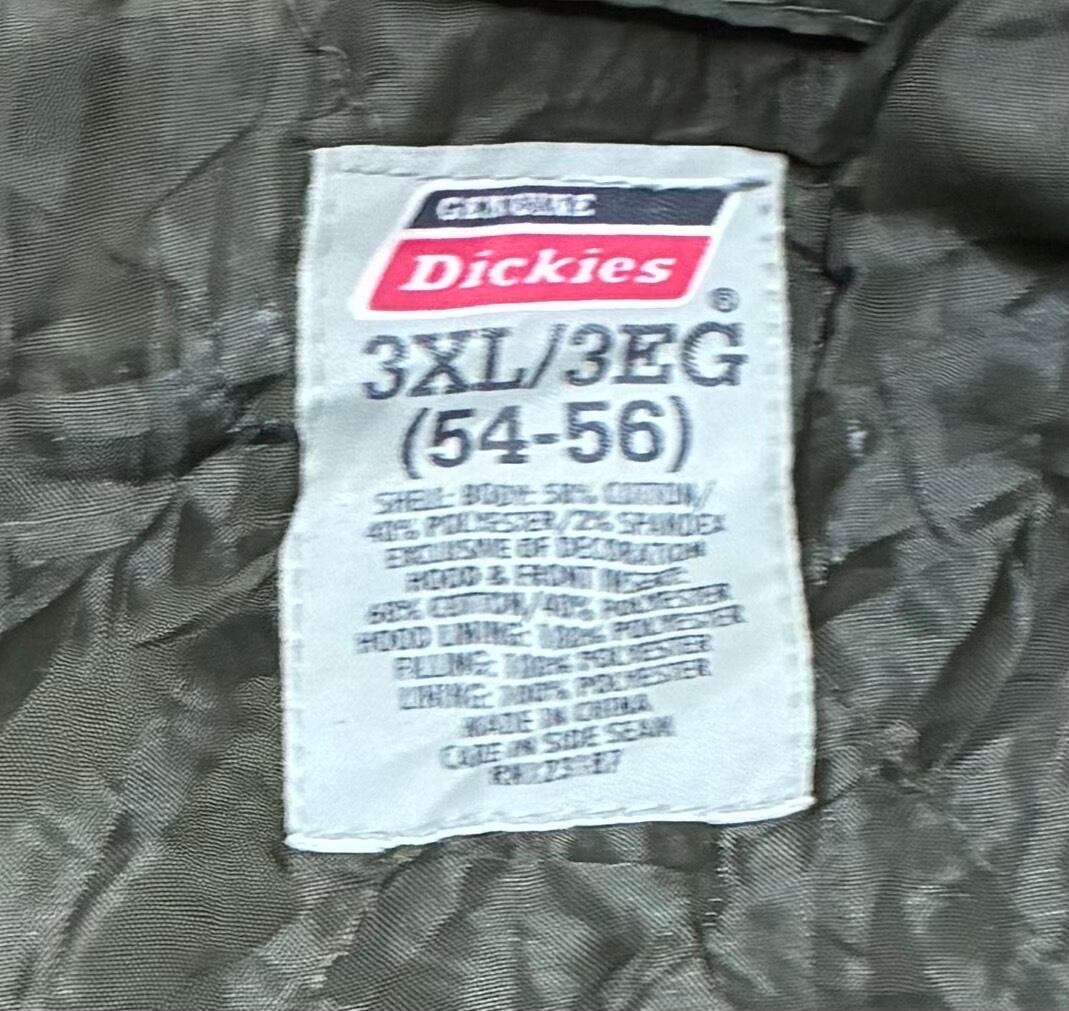 GENUINE
Dickies
®
3XL/3EG
(54-56)
SHELL: BODY: 58% COTTON/
40% POLYESTER/2% SPANDEX
EXCLUSIVE OF DECORATION
HOOD & FRONT INSERT:
60% COTTON/40% POLYESTER
HOOD LINING: 100% POLYESTER
FILLING: 100% POLYESTER
LINING: 100% POLYESTER
MADE IN CHINA
CARE IN SIDE SEAM